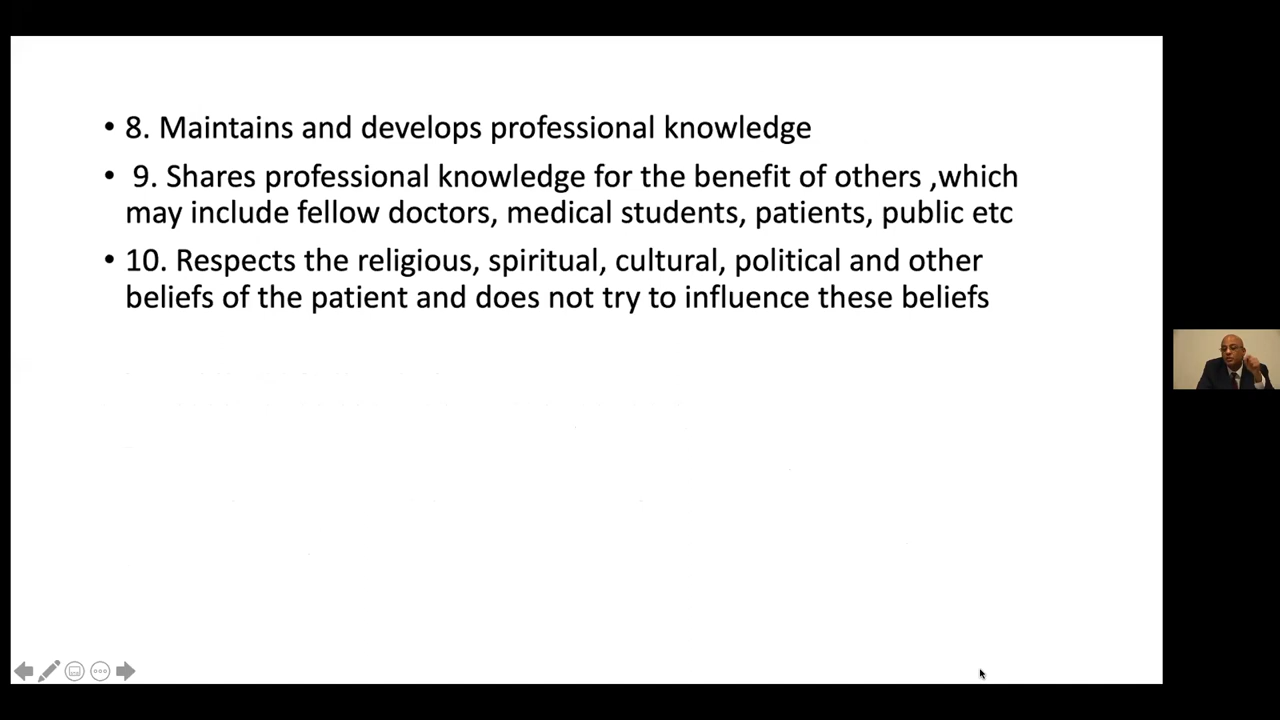 • 8. Maintains and develops professional knowledge
• 9. Shares professional knowledge for the benefit of others ,which
may include fellow doctors, medical students, patients, public etc
• 10. Respects the religious, spiritual, cultural, political and other
beliefs of the patient and does not try to influence these beliefs